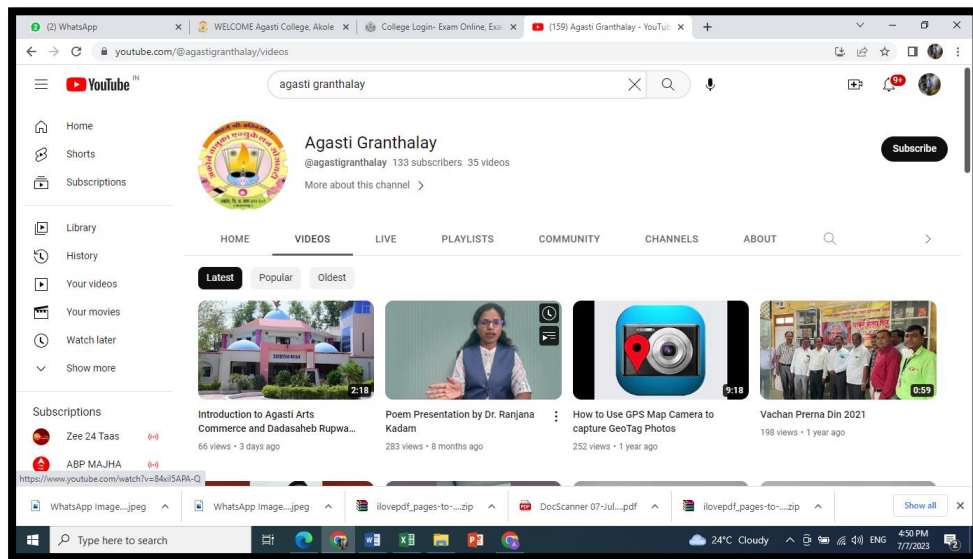 (2) WhatsApp
WELCOME Agasti College, Akole
College Login- Exam Online, Exa
(159) Agasti Granthalay - YouTub
youtube.com/@agastigranthalay/videos
YouTube IN
agasti granthalay
9+
Home
Shorts
Subscriptions
Library
History
Your videos
Your movies
Watch later
Show more
Subscriptions
Zee 24 Taas
ABP MAJHA
Agasti Granthalay
@agastigranthalay 133 subscribers 35 videos
More about this channel
Subscribe
HOME VIDEOS LIVE PLAYLISTS COMMUNITY CHANNELS ABOUT
Latest Popular Oldest
2:18
Introduction to Agasti Arts
Commerce and Dadasaheb Rupwa...
66 views • 3 days ago
Poem Presentation by Dr. Ranjana
Kadam
283 views • 8 months ago
9:18
How to Use GPS Map Camera to
capture GeoTag Photos
252 views • 1 year ago
0:59
Vachan Prerna Din 2021
198 views • 1 year ago
https://www.youtube.com/watch?v=84xil5APA-Q
WhatsApp Image....jpeg
WhatsApp Image....jpeg
ilovepdf_pages-to-....zip
DocScanner 07-Jul....pdf
ilovepdf_pages-to-....zip
Show all
Type here to search
24°C Cloudy
ENG
4:50 PM
7/7/2023
2